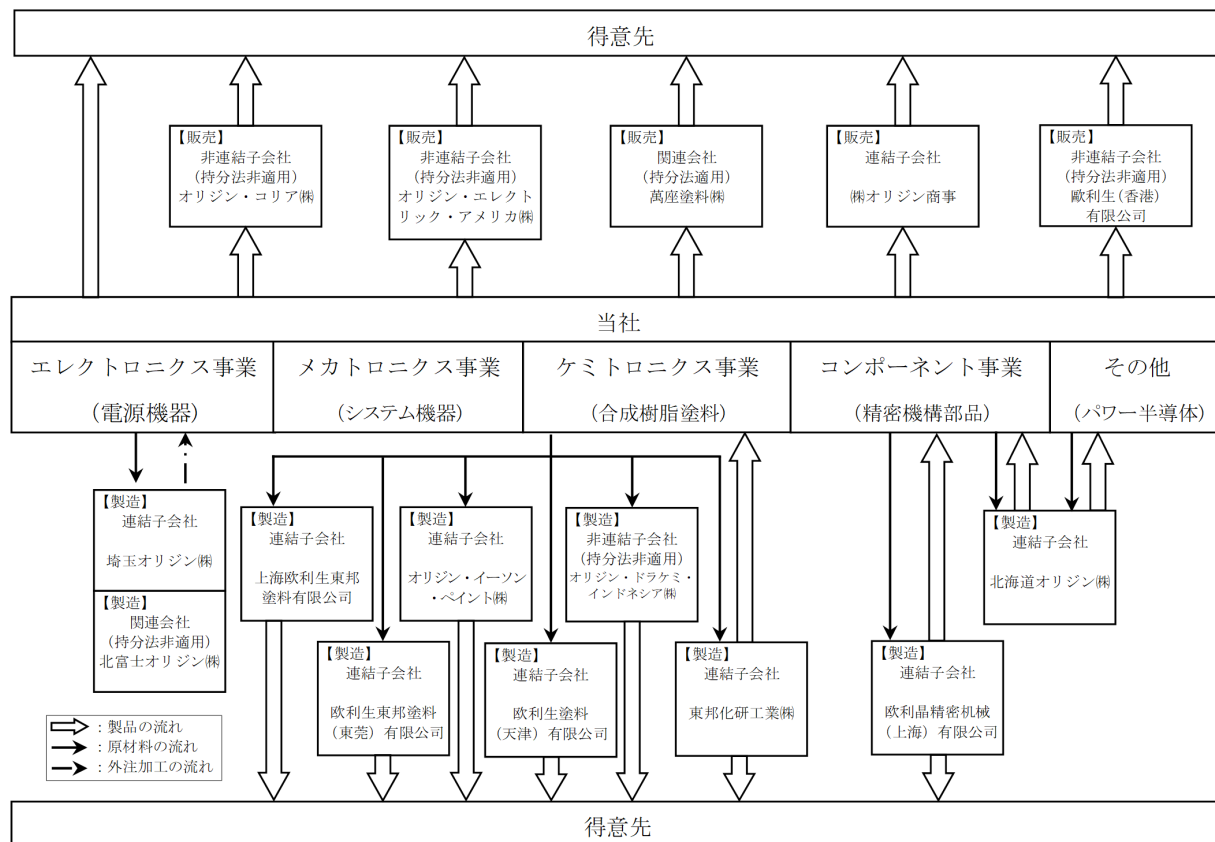 得意先
【販売】
非連結子会社
(持分法非適用)
オリジン・コリア㈱
【販売】
非連結子会社
(持分法非適用)
オリジン・エレクト
リック・アメリカ㈱
【販売】
関連会社
(持分法適用)
萬座塗料㈱
【販売】
連結子会社
㈱オリジン商事
【販売】
非連結子会社
(持分法非適用)
歐利生(香港)
有限公司
当社
エレクトロニクス事業
(電源機器)
メカトロニクス事業
(システム機器)
ケミトロニクス事業
(合成樹脂塗料)
コンポーネント事業
(精密機構部品)
その他
(パワー半導体)
【製造】
連結子会社
埼玉オリジン㈱
【製造】
関連会社
(持分法非適用)
北富士オリジン㈱
【製造】
連結子会社
上海欧利生東邦
塗料有限公司
【製造】
連結子会社
オリジン・イーソン
・ペイント㈱
【製造】
非連結子会社
(持分法非適用)
オリジン・ドラケミ・
インドネシア㈱
【製造】
連結子会社
北海道オリジン㈱
【製造】
連結子会社
欧利生東邦塗料
(東莞)有限公司
【製造】
連結子会社
欧利生塗料
(天津)有限公司
【製造】
連結子会社
東邦化研工業㈱
【製造】
連結子会社
欧利晶精密机械
(上海)有限公司
：製品の流れ
：原材料の流れ
：外注加工の流れ
得意先